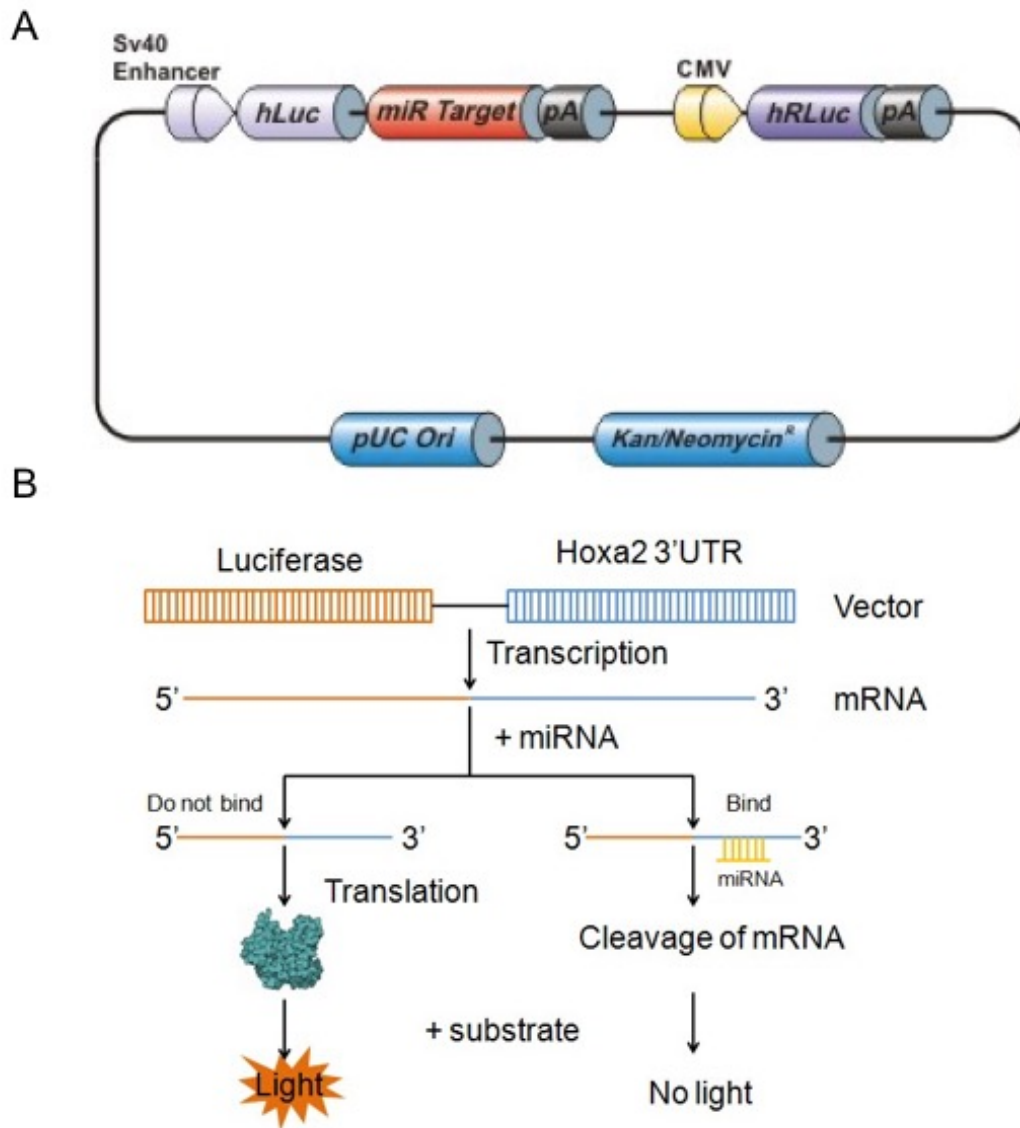 A
Sv40
Enhancer
CMV
hLuc
miR Target
pA
hRLuc
pA
pUC Ori
Kan/Neomycin^R
B
Luciferase
Hoxa2 3’UTR
Vector
Transcription
5’
3’
mRNA
+ miRNA
Do not bind
Bind
5’
3’
5’
3’
miRNA
Translation
Cleavage of mRNA
+ substrate
Light
No light